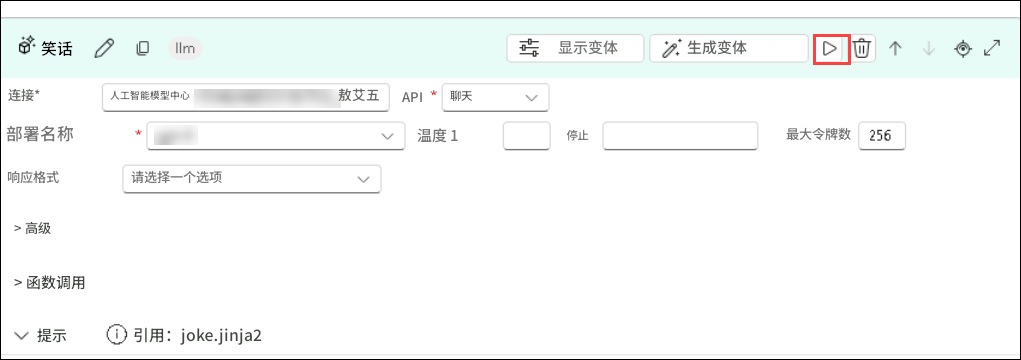 笑话 llm 显示变体 生成变体
连接* 人工智能模型中心 敖艾五 API * 聊天
部署名称 * 温度 1 停止 最大令牌数 256
响应格式 请选择一个选项
> 高级
> 函数调用
提示 引用：joke.jinja2